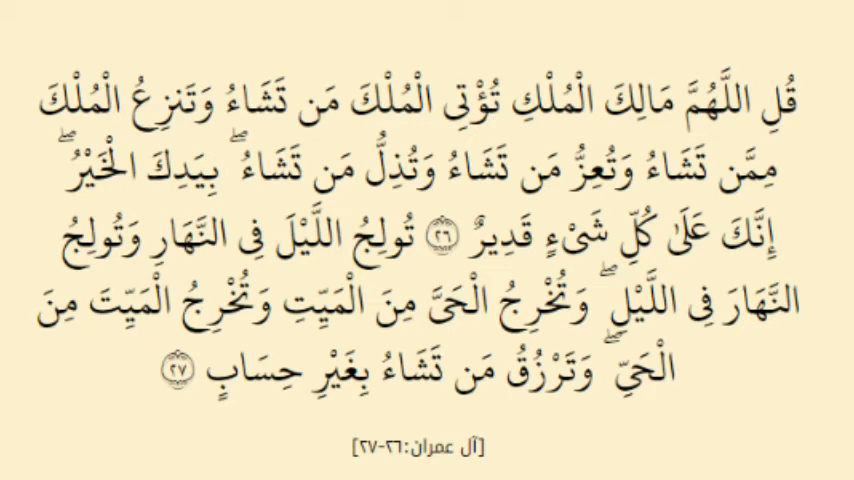 قُلِ اللَّهُمَّ مَالِكَ الْمُلْكِ تُؤْتِى الْمُلْكَ مَن تَشَاءُ وَتَنزِعُ الْمُلْكَ
مِمَّن تَشَاءُ وَتُعِزُّ مَن تَشَاءُ وَتُذِلُّ مَن تَشَاءُ ۖ بِيَدِكَ الْخَيْرُ ۖ
إِنَّكَ عَلَىٰ كُلِّ شَىْءٍ قَدِيرٌ ﴿٢٦﴾ تُولِجُ اللَّيْلَ فِى النَّهَارِ وَتُولِجُ
النَّهَارَ فِى اللَّيْلِ ۖ وَتُخْرِجُ الْحَىَّ مِنَ الْمَيِّتِ وَتُخْرِجُ الْمَيِّتَ مِنَ
الْحَىِّ ۖ وَتَرْزُقُ مَن تَشَاءُ بِغَيْرِ حِسَابٍ ﴿٢٧﴾
[آل عمران:٢٦-٢٧]